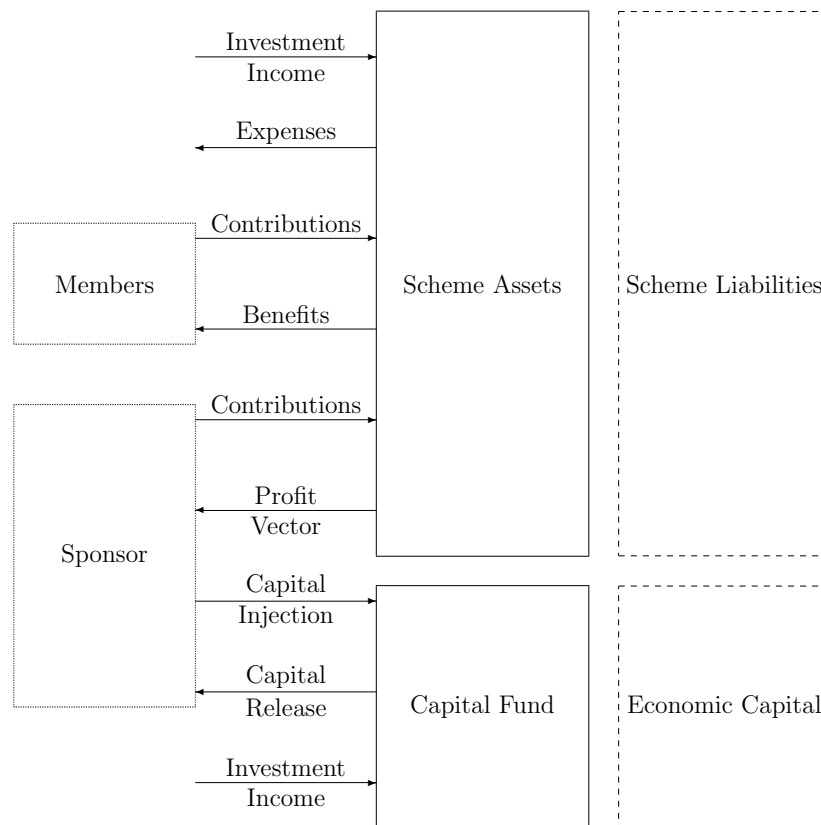 Investment
Income
Expenses
Contributions
Members
Scheme Assets
Scheme Liabilities
Benefits
Contributions
Profit
Vector
Sponsor
Capital
Injection
Capital
Release
Capital Fund
Economic Capital
Investment
Income